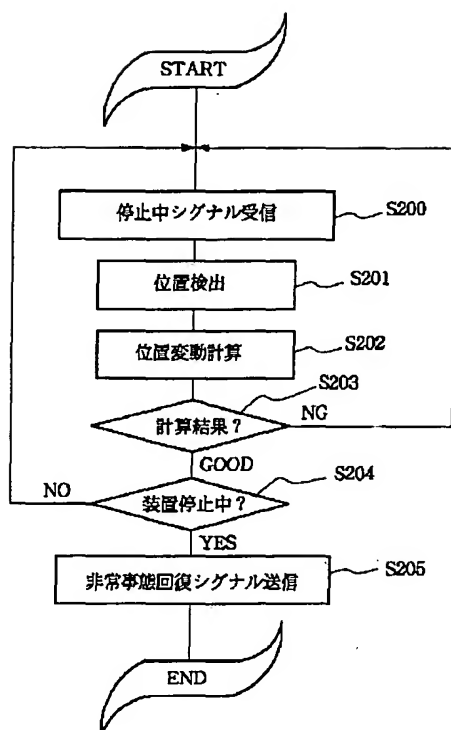 START
停止中シグナル受信
S200
位置検出
S201
位置変動計算
S202
S203
計算結果？
NG
GOOD
S204
NO
装置停止中？
YES
非常事態回復シグナル送信
S205
END